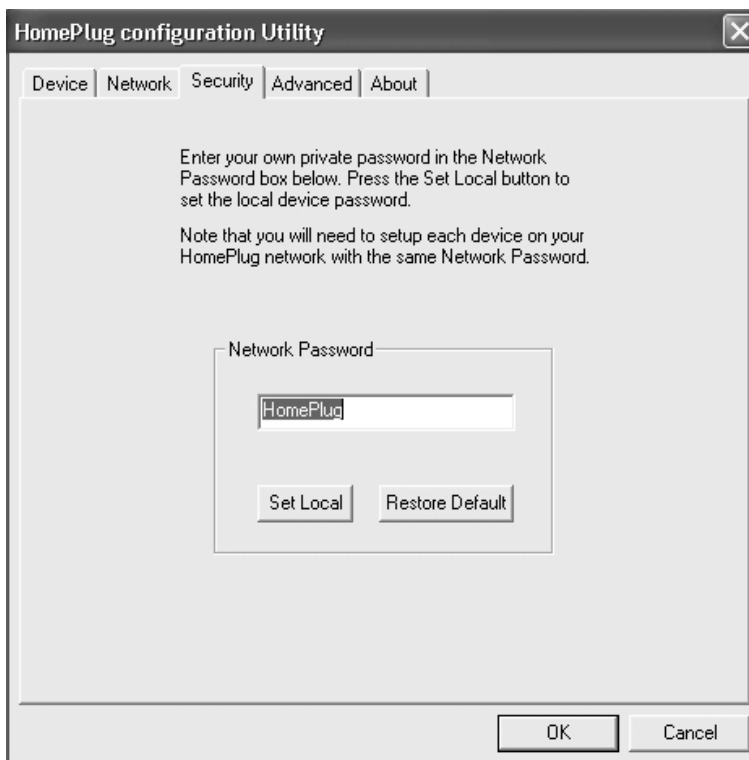 HomePlug configuration Utility
Device Network Security Advanced About
Enter your own private password in the Network
Password box below. Press the Set Local button to
set the local device password.
Note that you will need to setup each device on your
HomePlug network with the same Network Password.
Network Password
HomePlug
Set Local Restore Default
OK Cancel